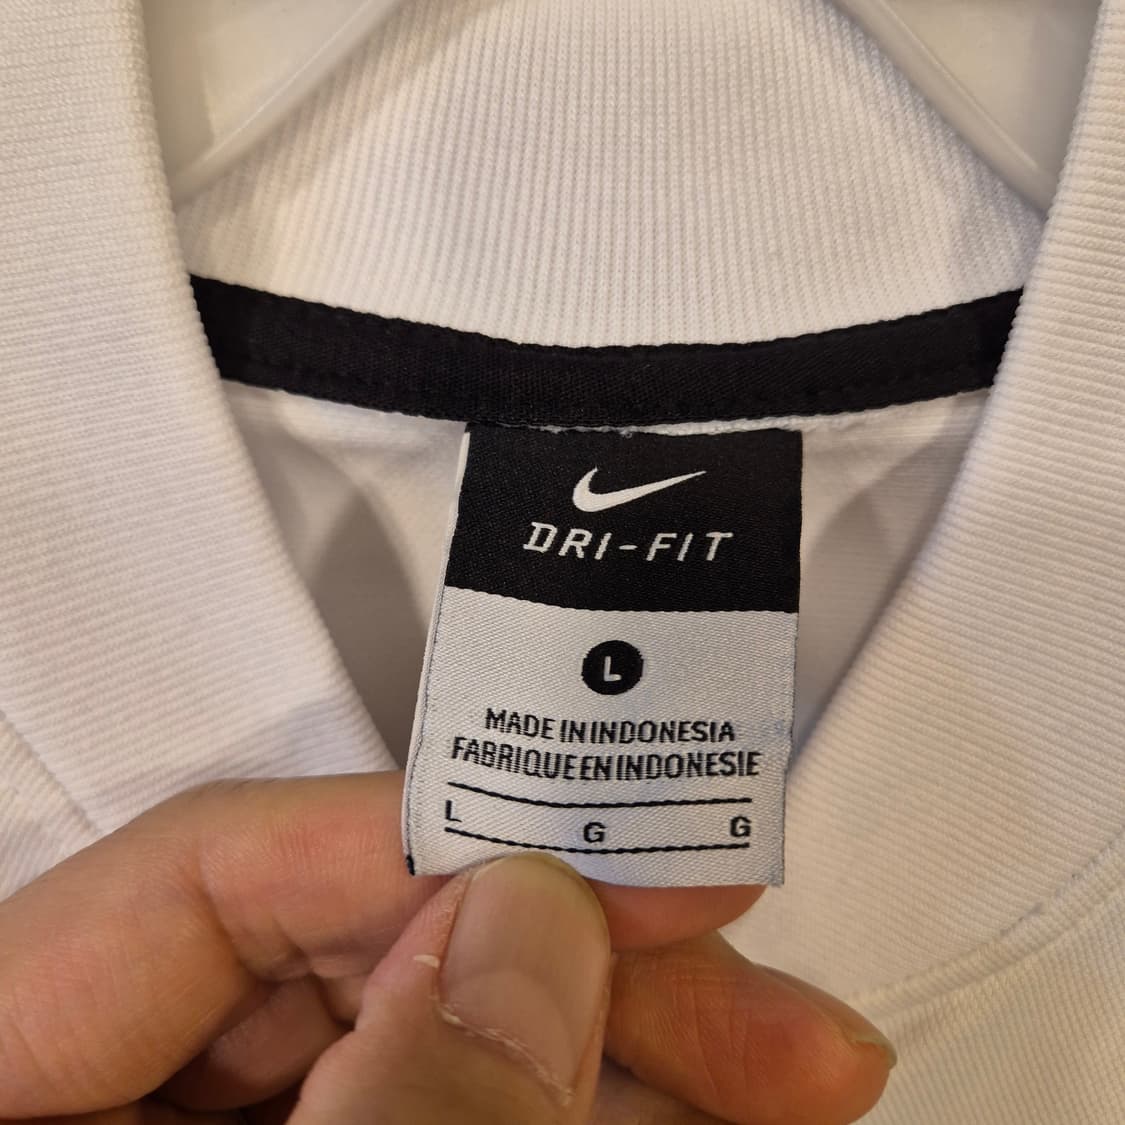 DRI-FIT
L
MADE IN INDONESIA
FABRIQUE EN INDONESIE
L G G